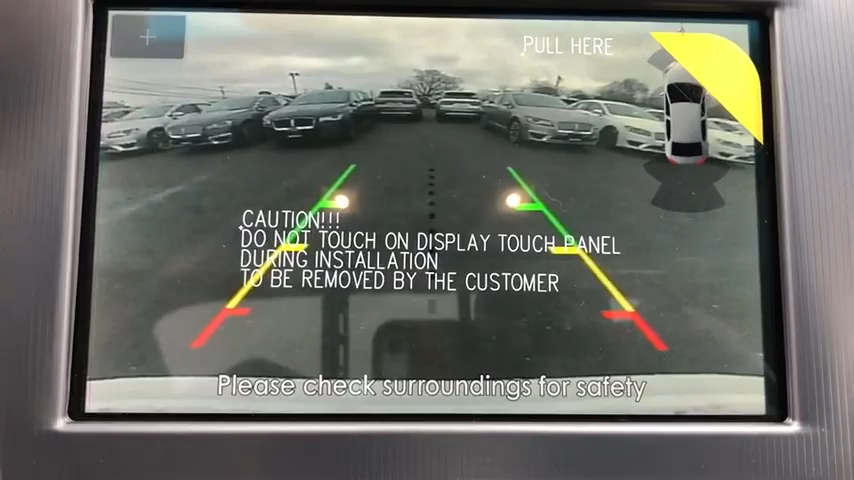 PULL HERE
CAUTION!!!
DO NOT TOUCH ON DISPLAY TOUCH PANEL
DURING INSTALLATION
TO BE REMOVED BY THE CUSTOMER
Please check surroundings for safety